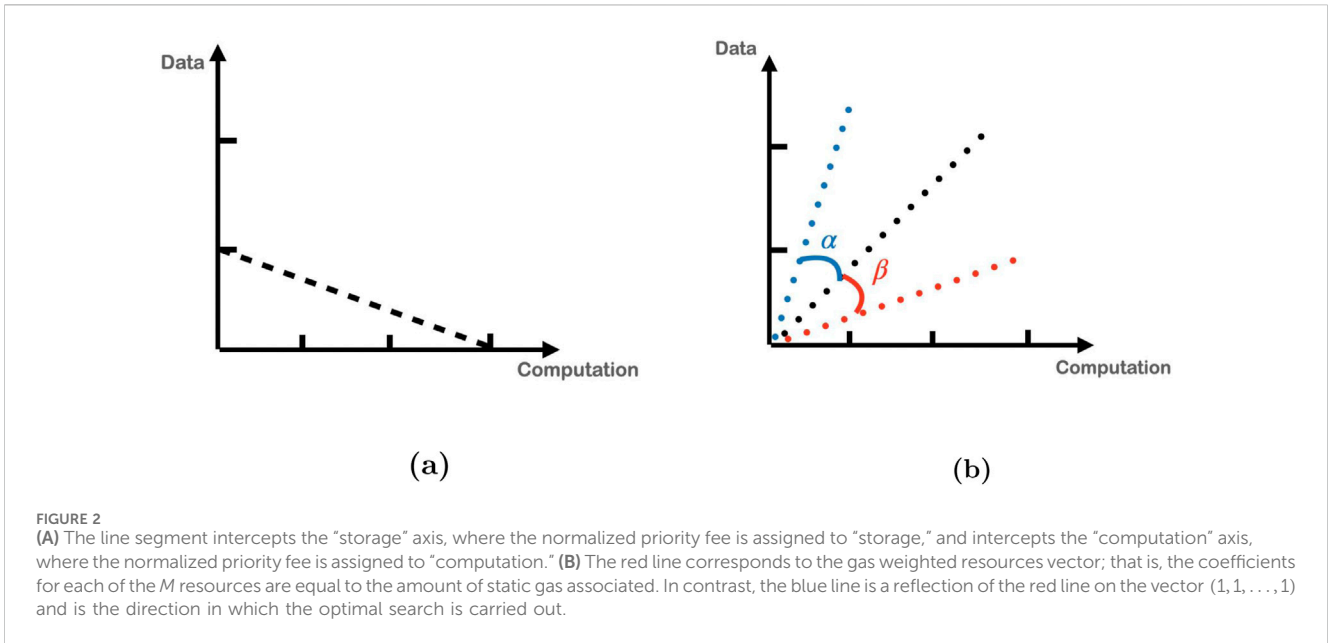 Data
Computation
(a)
Data
α
β
Computation
(b)
FIGURE 2
(A) The line segment intercepts the “storage” axis, where the normalized priority fee is assigned to “storage,” and intercepts the “computation” axis,
where the normalized priority fee is assigned to “computation.” (B) The red line corresponds to the gas weighted resources vector; that is, the coefficients
for each of the M resources are equal to the amount of static gas associated. In contrast, the blue line is a reflection of the red line on the vector (1, 1, . . . , 1)
and is the direction in which the optimal search is carried out.